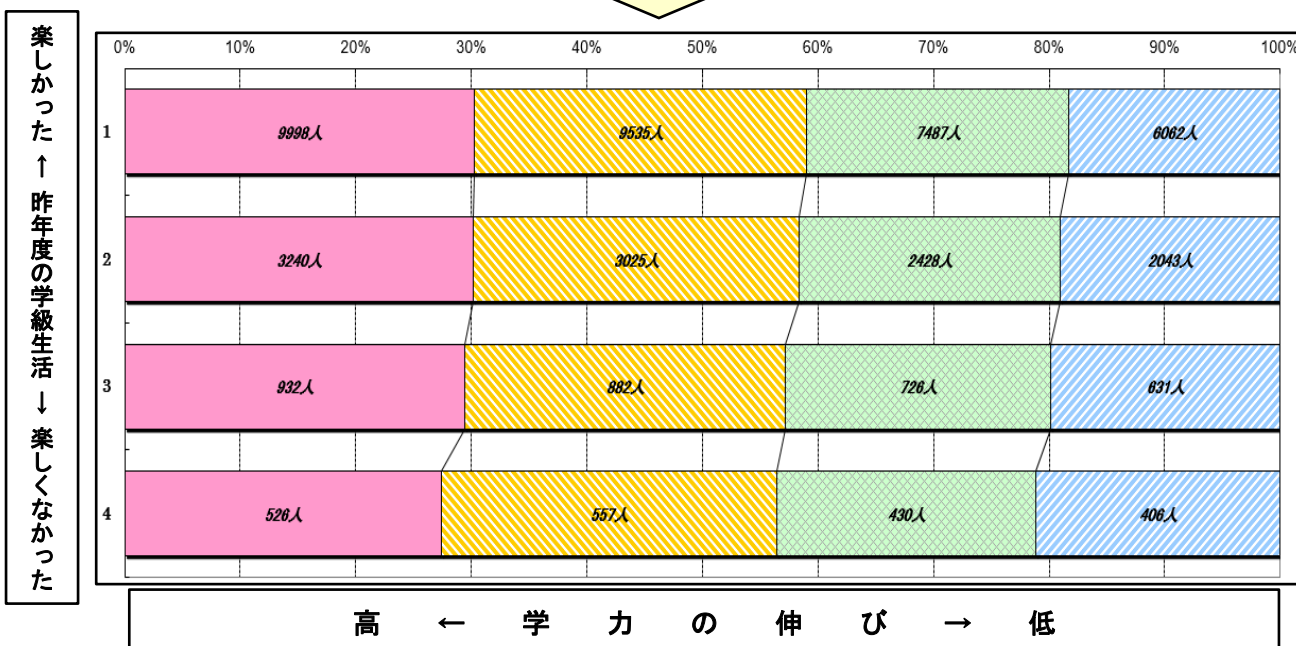 楽しかった ↑ 昨年度の学級生活 ↓ 楽しくなかった
0% 10% 20% 30% 40% 50% 60% 70% 80% 90% 100%
1 9998人 9535人 7487人 6062人
2 3240人 3025人 2428人 2043人
3 932人 882人 726人 631人
4 526人 557人 430人 406人
高 ← 学 力 の 伸 び → 低